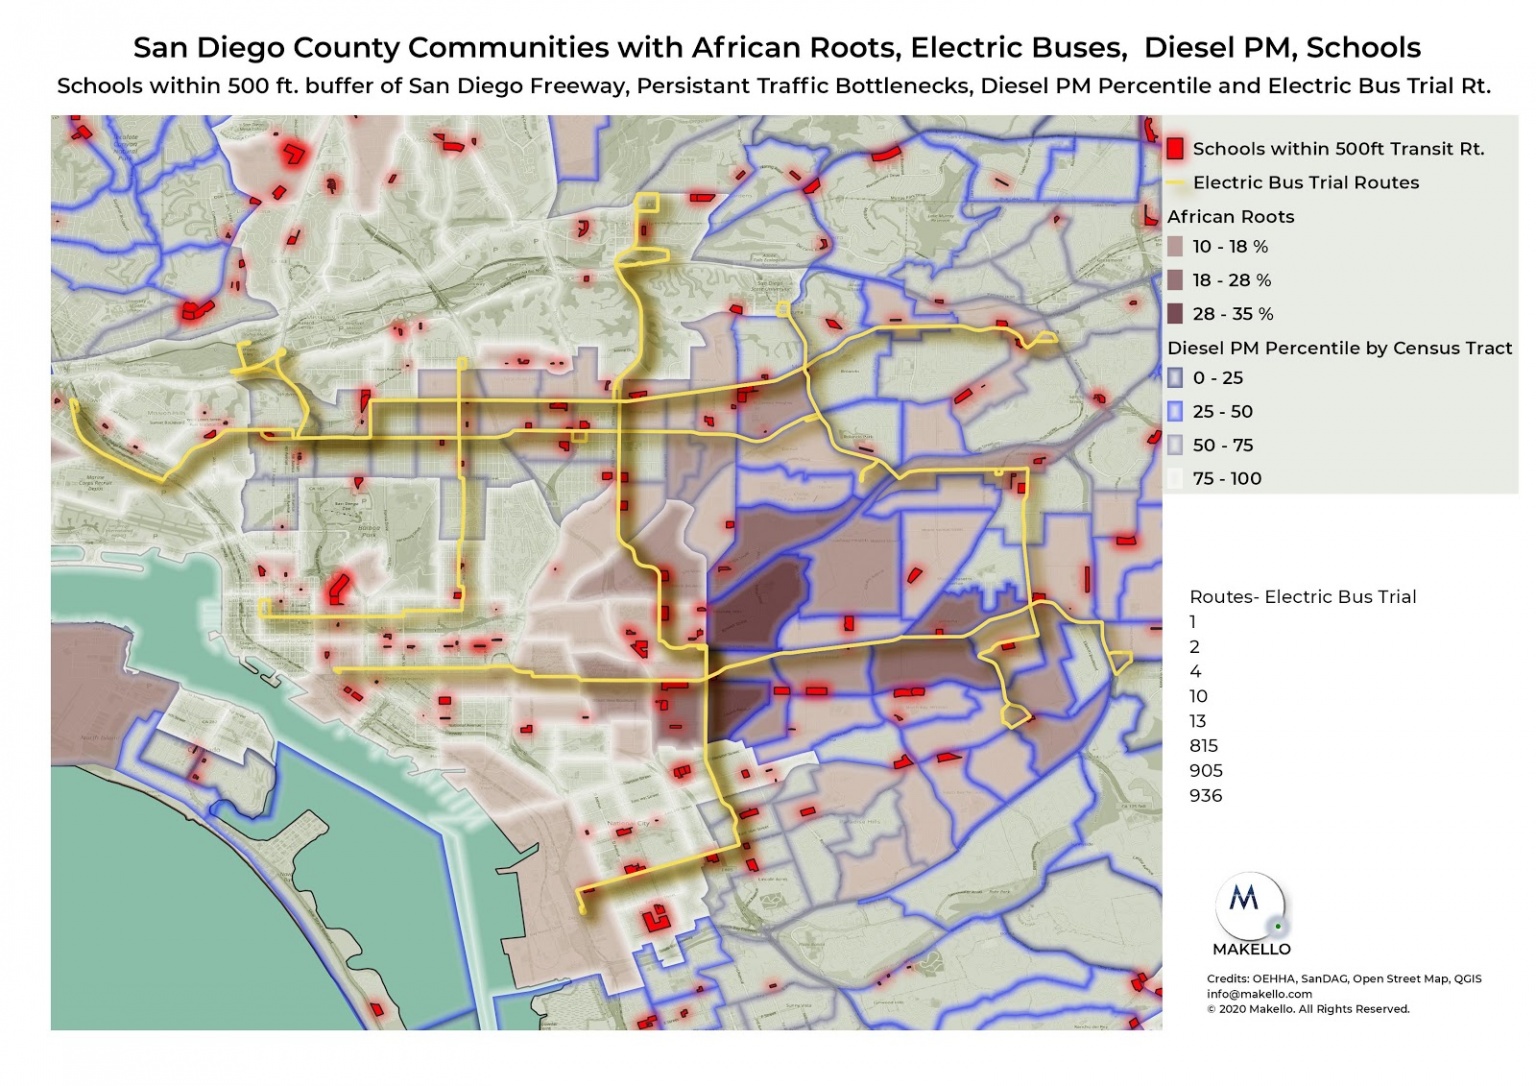 San Diego County Communities with African Roots, Electric Buses, Diesel PM, Schools
Schools within 500 ft. buffer of San Diego Freeway, Persistant Traffic Bottlenecks, Diesel PM Percentile and Electric Bus Trial Rt.
Schools within 500ft Transit Rt.
Electric Bus Trial Routes
African Roots
10 - 18 %
18 - 28 %
28 - 35 %
Diesel PM Percentile by Census Tract
0 - 25
25 - 50
50 - 75
75 - 100
Routes- Electric Bus Trial
1
2
4
10
13
815
905
936
M
MAKELLO
Credits: OEHHA, SanDAG, Open Street Map, QGIS
info@makello.com
© 2020 Makello. All Rights Reserved.